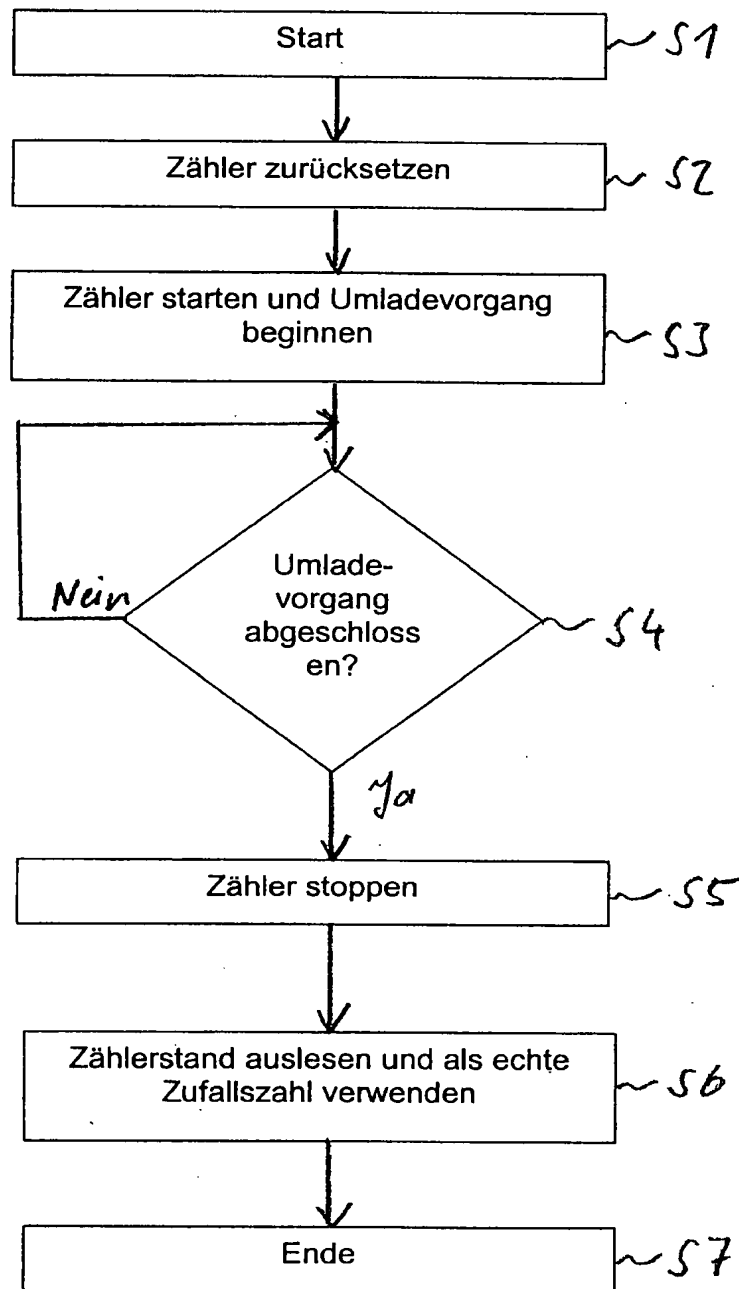 Start
S1
Zähler zurücksetzen
S2
Zähler starten und Umladevorgang
beginnen
S3
Umlade-
vorgang
abgeschloss
en?
Nein
S4
Ja
Zähler stoppen
S5
Zählerstand auslesen und als echte
Zufallszahl verwenden
S6
Ende
S7